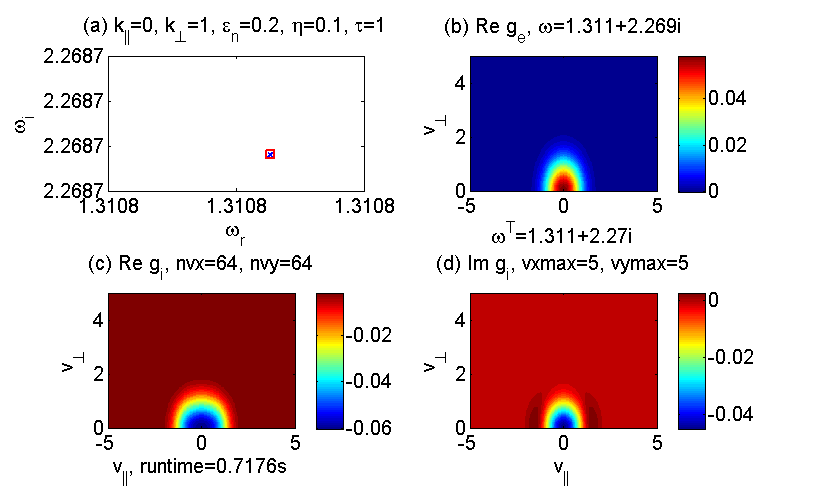 (a) k∥=0, k⊥=1, εn=0.2, η=0.1, τ=1
2.2687
2.2687
2.2687
2.2687
ωi
1.3108 1.3108 1.3108
ωr
(b) Re ge, ω=1.311+2.269i
4
2
0
v⊥
-5 0 5
0.04
0.02
0
ωT=1.311+2.27i
(c) Re gi, nvx=64, nvy=64
4
2
0
v⊥
-5 0 5
-0.02
-0.04
-0.06
v∥, runtime=0.7176s
(d) Im gi, vxmax=5, vymax=5
4
2
0
v⊥
-5 0 5
0
-0.02
-0.04
v∥